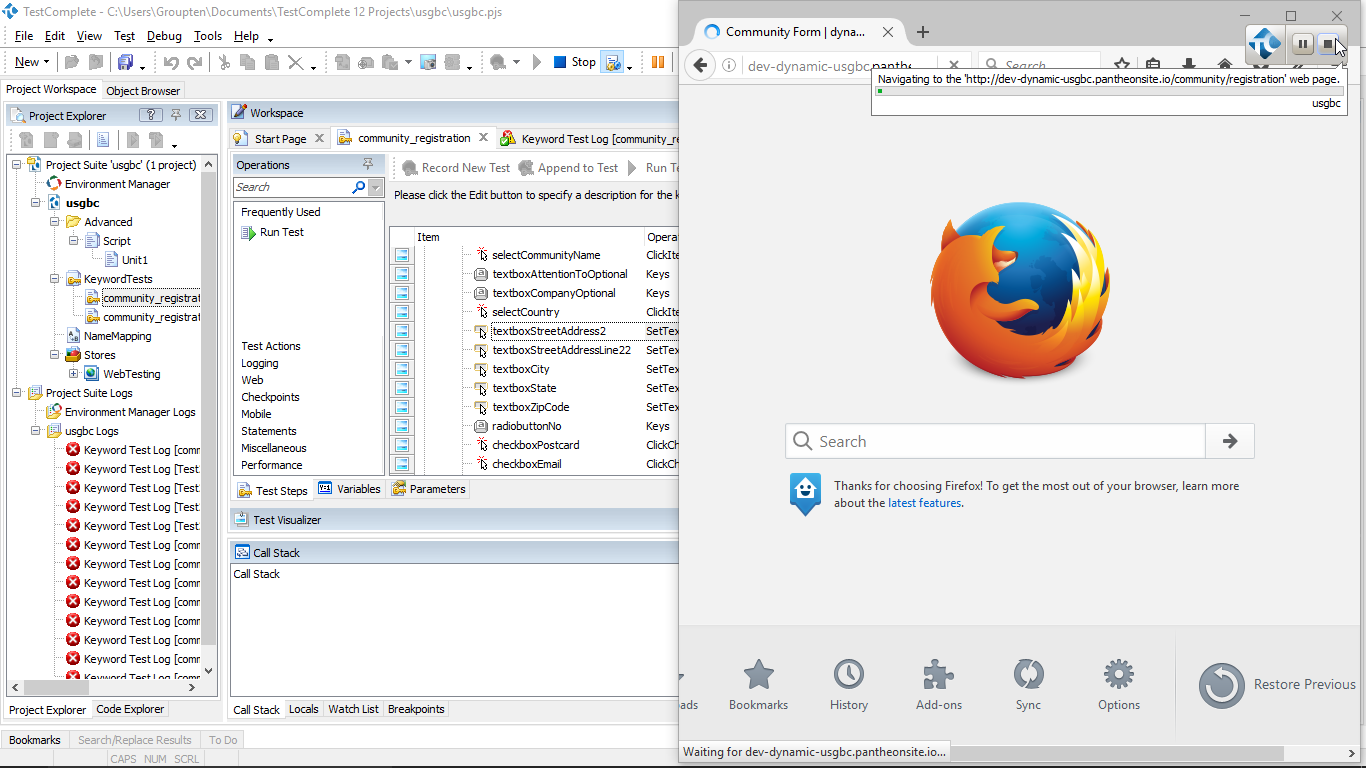 TestComplete - C:\Users\Groupten\Documents\TestComplete 12 Projects\usgbc\usgbc.pjs
File Edit View Test Debug Tools Help
New Stop
Project Workspace Object Browser
Project Explorer
Project Suite 'usgbc' (1 project)
Environment Manager
usgbc
Advanced
Script
Unit1
KeywordTests
community_registrat
community_registrat
NameMapping
Stores
WebTesting
Project Suite Logs
Environment Manager Logs
usgbc Logs
Keyword Test Log [comm
Keyword Test Log [Test
Keyword Test Log [Test
Keyword Test Log [Test
Keyword Test Log [Test
Keyword Test Log [comm
Keyword Test Log [comm
Keyword Test Log [comm
Keyword Test Log [comm
Keyword Test Log [comm
Keyword Test Log [comm
Keyword Test Log [comm
Keyword Test Log [comm
Project Explorer Code Explorer
Workspace
Start Page community_registration Keyword Test Log [community_re
Operations
Search
Frequently Used
Run Test
Test Actions
Logging
Web
Checkpoints
Mobile
Statements
Miscellaneous
Performance
Record New Test Append to Test Run Te
Please click the Edit button to specify a description for the k
Item Opera
selectCommunityName ClickIte
textboxAttentionToOptional Keys
textboxCompanyOptional Keys
selectCountry ClickIte
textboxStreetAddress2 SetTex
textboxStreetAddressLine22 SetTex
textboxCity SetTex
textboxState SetTex
textboxZipCode SetTex
radiobuttonNo Keys
checkboxPostcard ClickCh
checkboxEmail ClickCh
Test Steps Variables Parameters
Test Visualizer
Call Stack
Call Stack
Call Stack Locals Watch List Breakpoints
Bookmarks Search/Replace Results To Do
CAPS NUM SCRL
Community Form | dyna...
dev-dynamic-usgbc.panthe
Search
Navigating to the 'http://dev-dynamic-usgbc.pantheonsite.io/community/registration' web page.
usgbc
Search
Thanks for choosing Firefox! To get the most out of your browser, learn more
about the latest features.
ads Bookmarks History Add-ons Sync Options Restore Previous
Waiting for dev-dynamic-usgbc.pantheonsite.io...